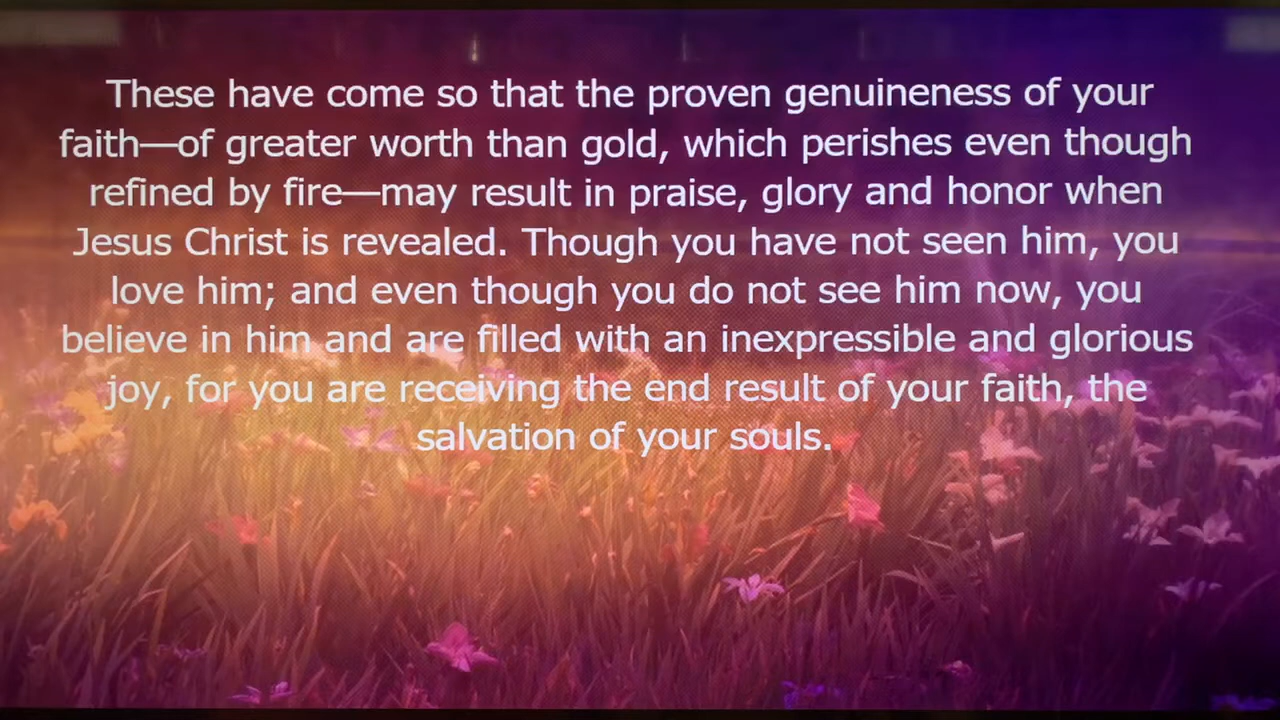 These have come so that the proven genuineness of your
faith—of greater worth than gold, which perishes even though
refined by fire—may result in praise, glory and honor when
Jesus Christ is revealed. Though you have not seen him, you
love him; and even though you do not see him now, you
believe in him and are filled with an inexpressible and glorious
joy, for you are receiving the end result of your faith, the
salvation of your souls.